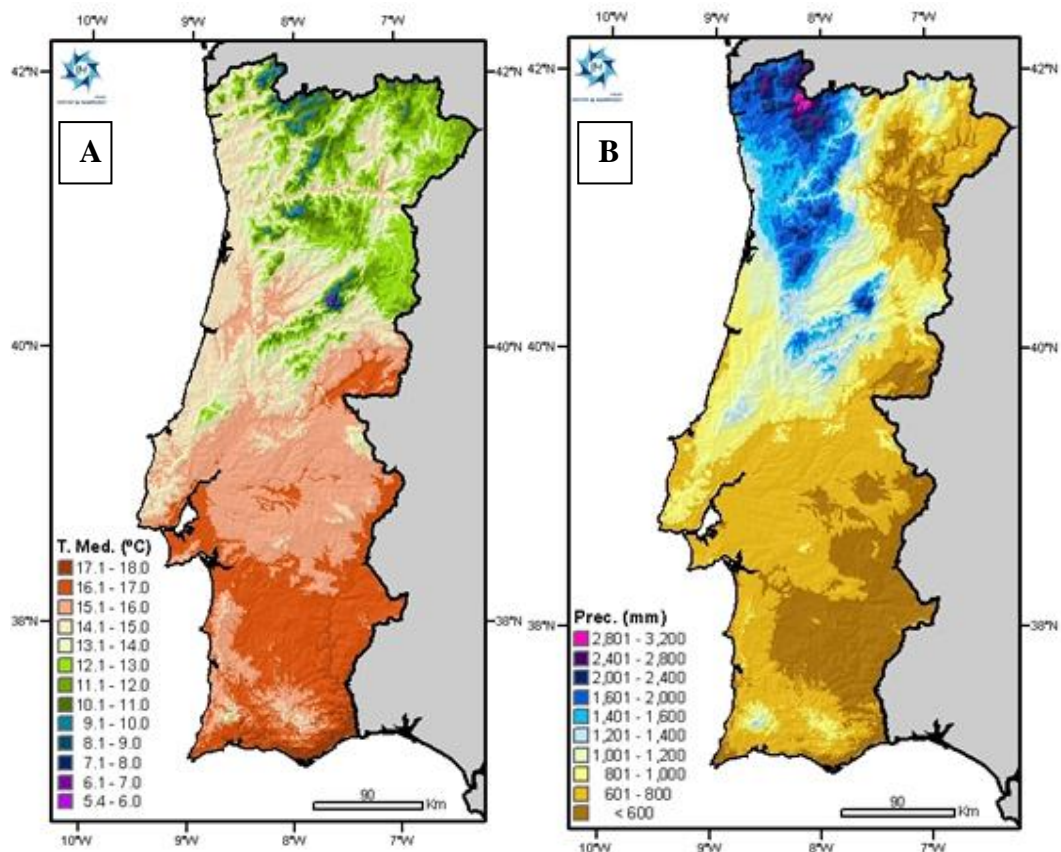 10°W 9°W 8°W 7°W
42°N
A
40°N
38°N
T. Med. (ºC)
17.1 - 18.0
16.1 - 17.0
15.1 - 16.0
14.1 - 15.0
13.1 - 14.0
12.1 - 13.0
11.1 - 12.0
10.1 - 11.0
9.1 - 10.0
8.1 - 9.0
7.1 - 8.0
6.1 - 7.0
5.4 - 6.0
90
Km
42°N
40°N
38°N
10°W 9°W 8°W 7°W
10°W 9°W 8°W 7°W
42°N
B
40°N
38°N
Prec. (mm)
2,801 - 3,200
2,401 - 2,800
2,001 - 2,400
1,601 - 2,000
1,401 - 1,600
1,201 - 1,400
1,001 - 1,200
801 - 1,000
601 - 800
< 600
90
Km
42°N
40°N
38°N
10°W 9°W 8°W 7°W